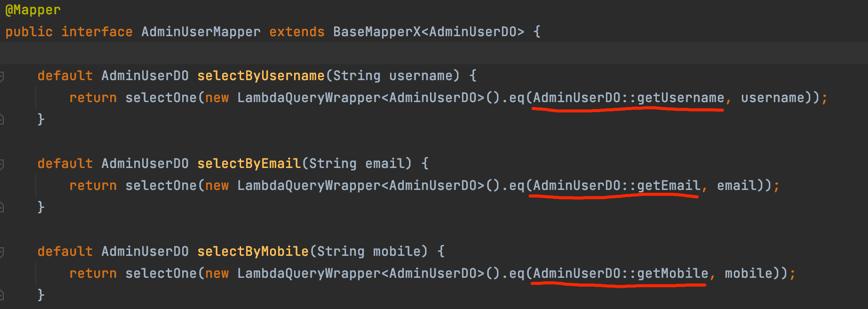 @Mapper
public interface AdminUserMapper extends BaseMapperX<AdminUserDO> {
default AdminUserDO selectByUsername(String username) {
return selectOne(new LambdaQueryWrapper<AdminUserDO>().eq(AdminUserDO::getUsername, username));
}
default AdminUserDO selectByEmail(String email) {
return selectOne(new LambdaQueryWrapper<AdminUserDO>().eq(AdminUserDO::getEmail, email));
}
default AdminUserDO selectByMobile(String mobile) {
return selectOne(new LambdaQueryWrapper<AdminUserDO>().eq(AdminUserDO::getMobile, mobile));
}